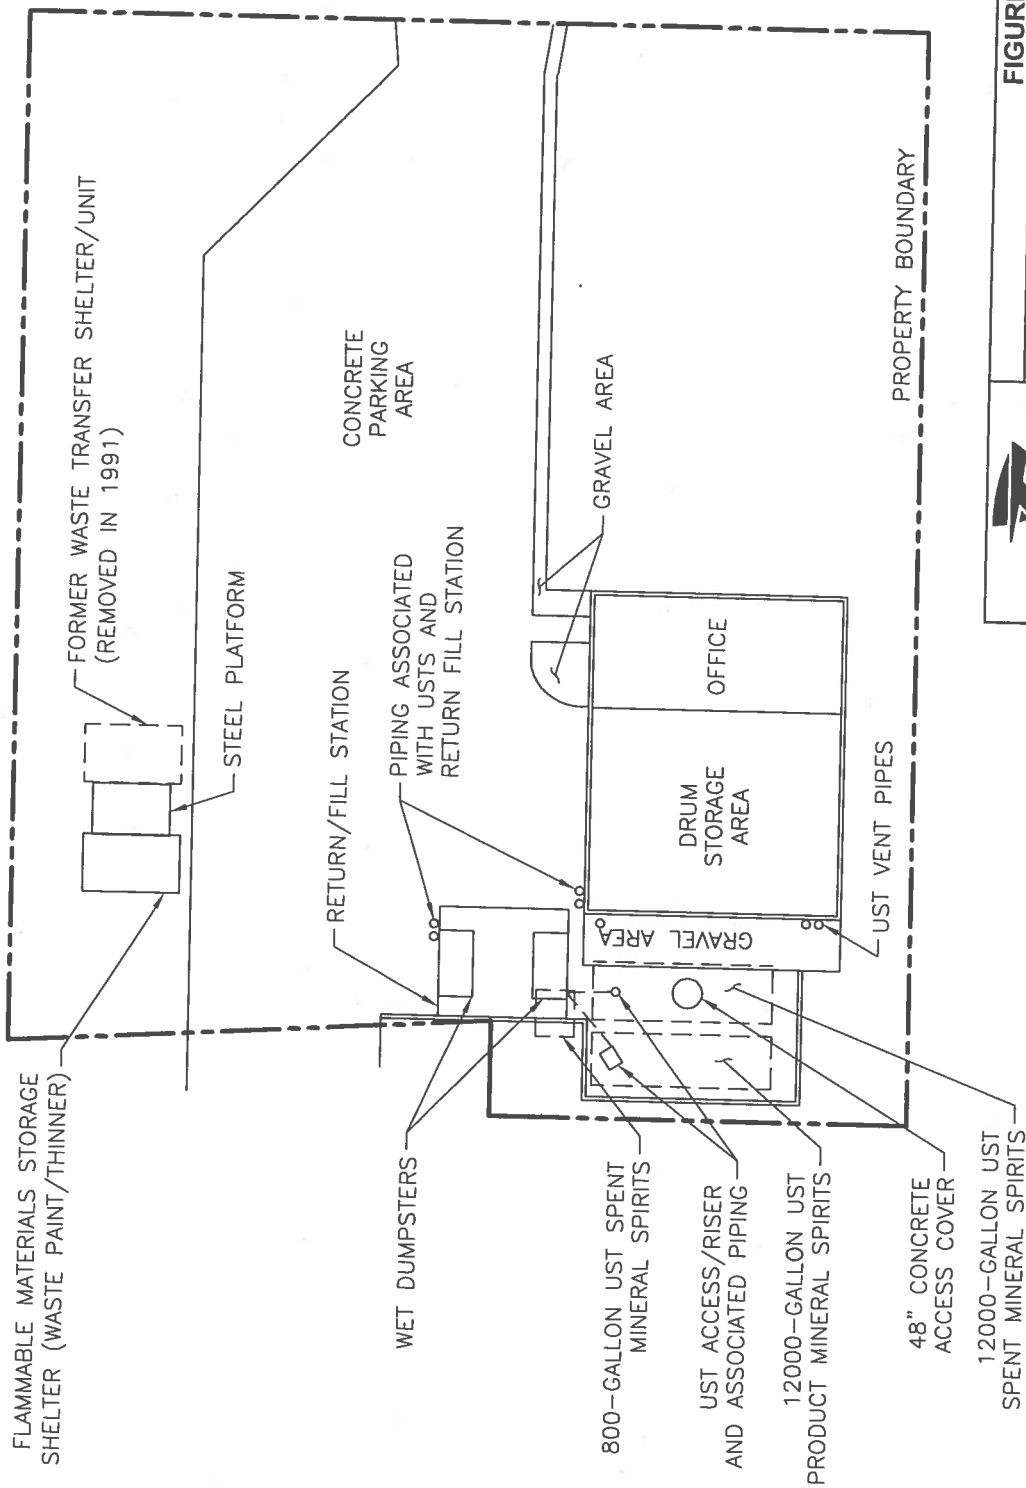 FLAMMABLE MATERIALS STORAGE
SHELTER (WASTE PAINT/THINNER)
FORMER WASTE TRANSFER SHELTER/UNIT
(REMOVED IN 1991)
STEEL PLATFORM
RETURN/FILL STATION
CONCRETE
PARKING
AREA
PIPING ASSOCIATED
WITH USTS AND
RETURN FILL STATION
GRAVEL AREA
WET DUMPSTERS
800-GALLON UST SPENT
MINERAL SPIRITS
UST ACCESS/RISER
AND ASSOCIATED PIPING
12000-GALLON UST
PRODUCT MINERAL SPIRITS
48" CONCRETE
ACCESS COVER
12000-GALLON UST
SPENT MINERAL SPIRITS
GRAVEL AREA
DRUM
STORAGE
AREA
OFFICE
UST VENT PIPES
PROPERTY BOUNDARY
FIGURE